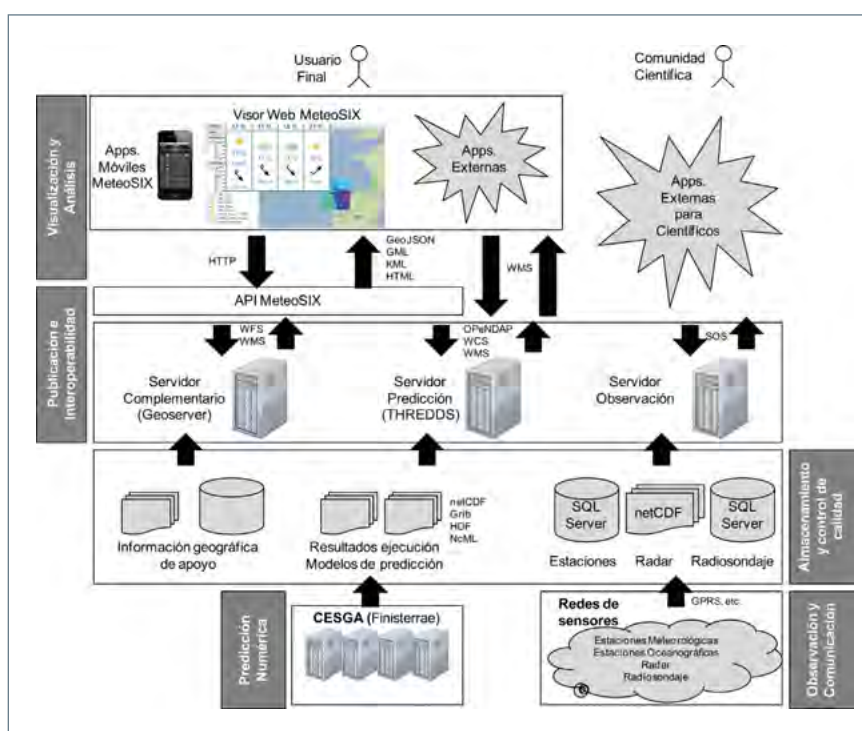 Usuario
Final
Comunidad
Científica
Visualización y
Análisis
Apps.
Móviles
MeteoSIX
Visor Web MeteoSIX
Apps.
Externas
Apps.
Externas
para
Científicos
HTTP
GeoJSON
GML
KML
HTML
WMS
API MeteoSIX
Publicación e
Interoperabilidad
WFS
WMS
OPeNDAP
WCS
WMS
SOS
Servidor
Complementario
(Geoserver)
Servidor
Predicción
(THREDDS)
Servidor
Observación
Almacenamiento
y control de
calidad
Información geográfica
de apoyo
netCDF
Grib
HDF
NcML
Resultados ejecución
Modelos de predicción
SQL
Server
netCDF
SQL
Server
Estaciones
Radar
Radiosondaje
Predicción
Numérica
CESGA (Finisterrae)
Redes de
sensores
GPRS, etc.
Estaciones Meteorológicas
Estaciones Oceanográficas
Radar
Radiosondaje
Observación y
Comunicación